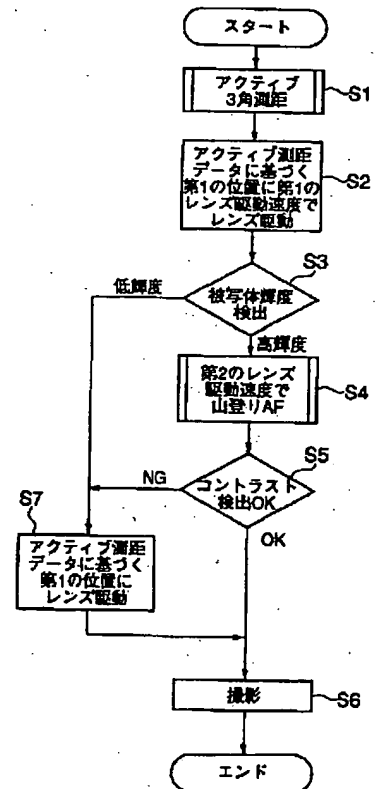 スタート
アクティブ
3角測距
S1
アクティブ測距
データに基づく
第1の位置に第1の
レンズ駆動速度で
レンズ駆動
S2
S3
低輝度
被写体輝度
検出
高輝度
第2のレンズ
駆動速度で
山登りAF
S4
S5
NG
コントラスト
検出OK
OK
S7
アクティブ測距
データに基づく
第1の位置に
レンズ駆動
撮影
S6
エンド